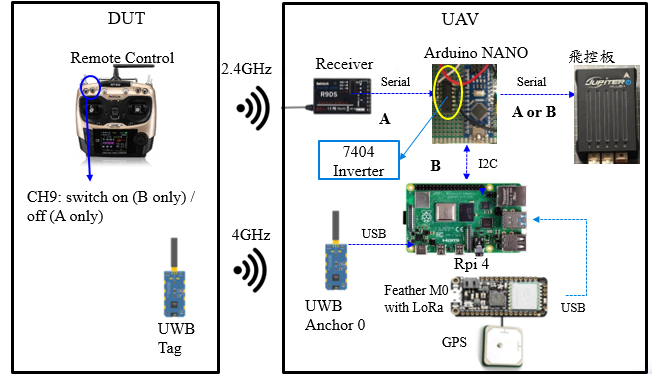 DUT
UAV
Remote Control
2.4GHz
Receiver
Arduino NANO
飛控板
Serial
Serial
R9DS
JUPITER
A
A or B
7404
Inverter
B
I2C
CH9: switch on (B only) /
off (A only)
4GHz
USB
Rpi 4
UWB
Tag
UWB
Anchor 0
Feather M0
with LoRa
USB
GPS